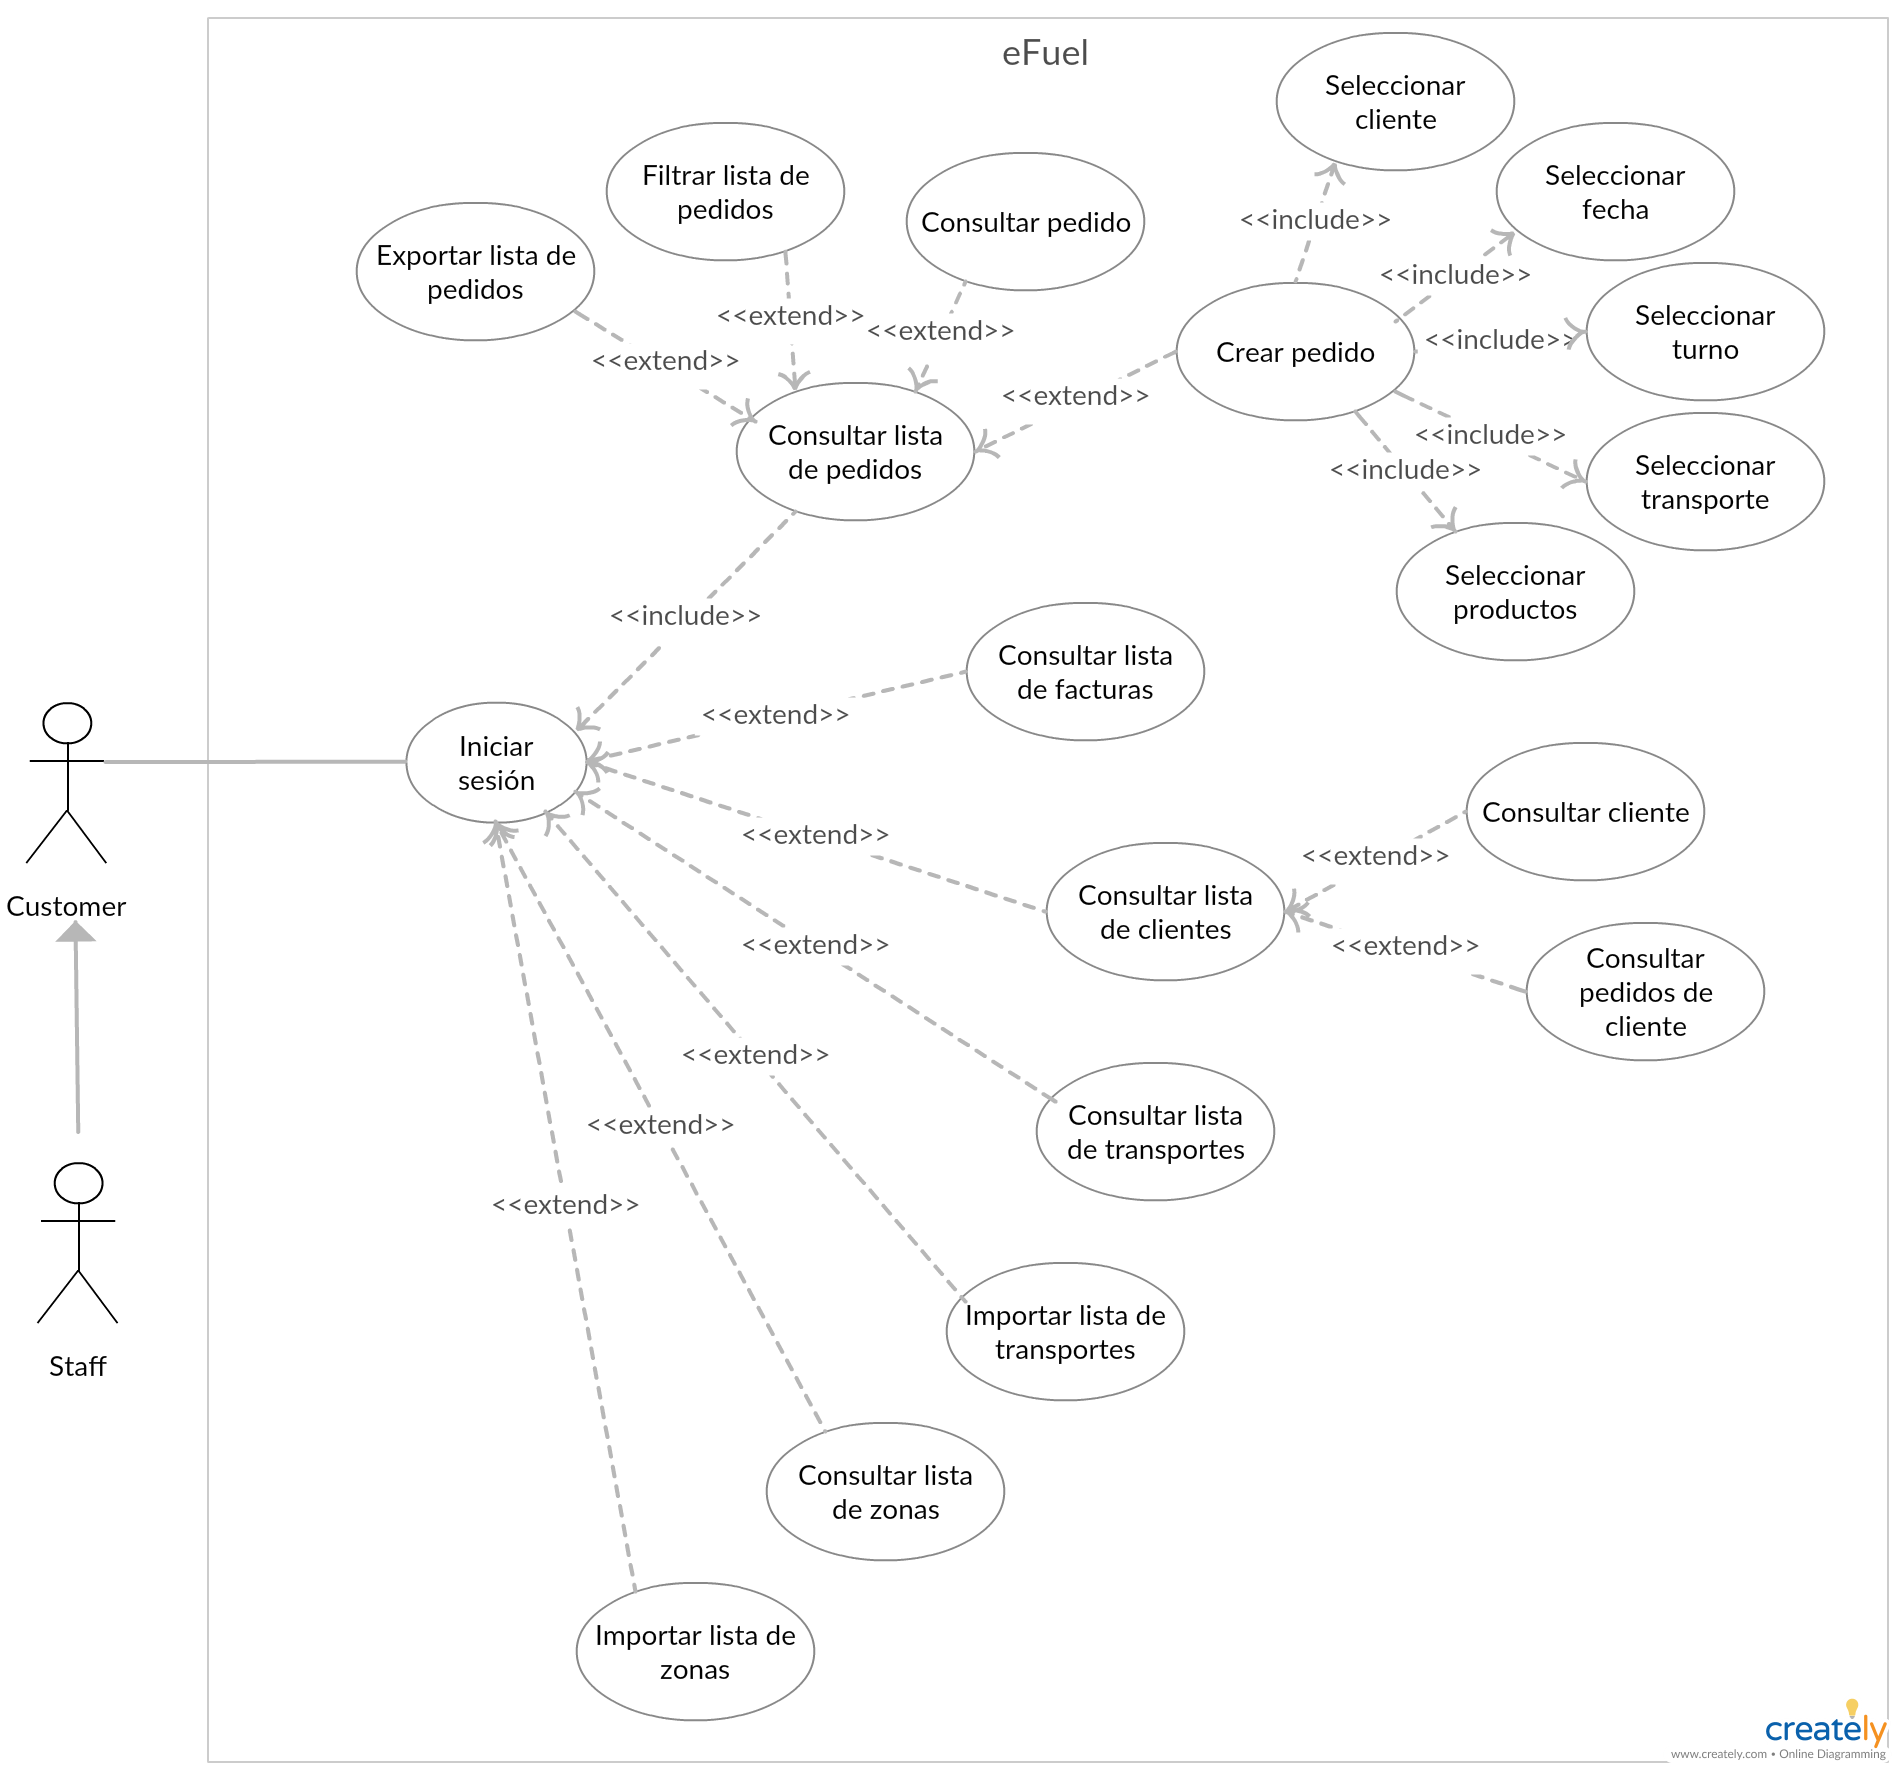 eFuel
Seleccionar
cliente
Filtrar lista de
pedidos
Consultar pedido
Seleccionar
fecha
Exportar lista de
pedidos
<<include>>
<<include>>
<<extend>>
<<extend>>
<<extend>>
Crear pedido
<<include>>
Seleccionar
turno
<<extend>>
Consultar lista
de pedidos
<<include>>
<<include>>
Seleccionar
transporte
Seleccionar
productos
<<include>>
Consultar lista
de facturas
<<extend>>
Iniciar
sesión
<<extend>>
Consultar cliente
<<extend>>
Customer
Consultar lista
de clientes
<<extend>>
<<extend>>
Consultar
pedidos de
cliente
<<extend>>
<<extend>>
Consultar lista
de transportes
<<extend>>
Importar lista de
transportes
Staff
Consultar lista
de zonas
Importar lista de
zonas
creately
www.creately.com • Online Diagramming